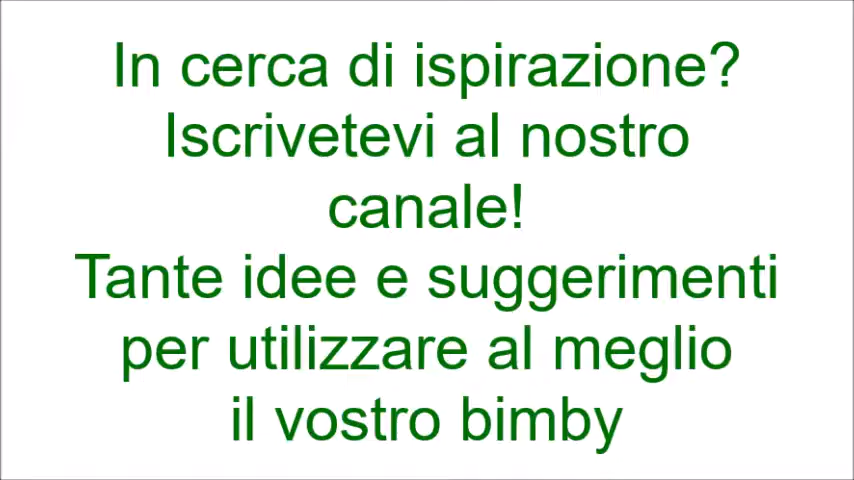 In cerca di ispirazione?
Iscrivetevi al nostro
canale!
Tante idee e suggerimenti
per utilizzare al meglio
il vostro bimby